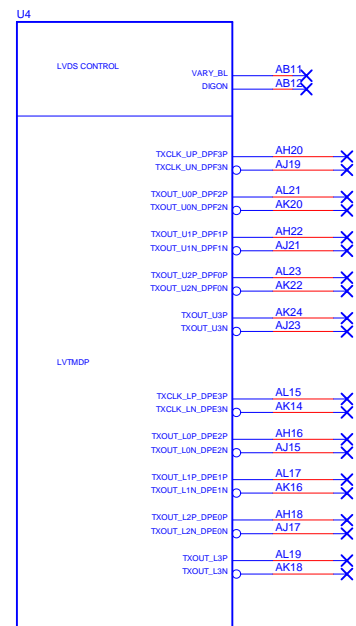 U4
LVDS CONTROL
VARY_BL AB11
DIGON AB12
TXCLK_UP_DPF3P AH20
TXCLK_UN_DPF3N AJ19
TXOUT_U0P_DPF2P AL21
TXOUT_U0N_DPF2N AK20
TXOUT_U1P_DPF1P AH22
TXOUT_U1N_DPF1N AJ21
TXOUT_U2P_DPF0P AL23
TXOUT_U2N_DPF0N AK22
TXOUT_U3P AK24
TXOUT_U3N AJ23
LVTMDP
TXCLK_LP_DPE3P AL15
TXCLK_LN_DPE3N AK14
TXOUT_L0P_DPE2P AH16
TXOUT_L0N_DPE2N AJ15
TXOUT_L1P_DPE1P AL17
TXOUT_L1N_DPE1N AK16
TXOUT_L2P_DPE0P AH18
TXOUT_L2N_DPE0N AJ17
TXOUT_L3P AL19
TXOUT_L3N AK18